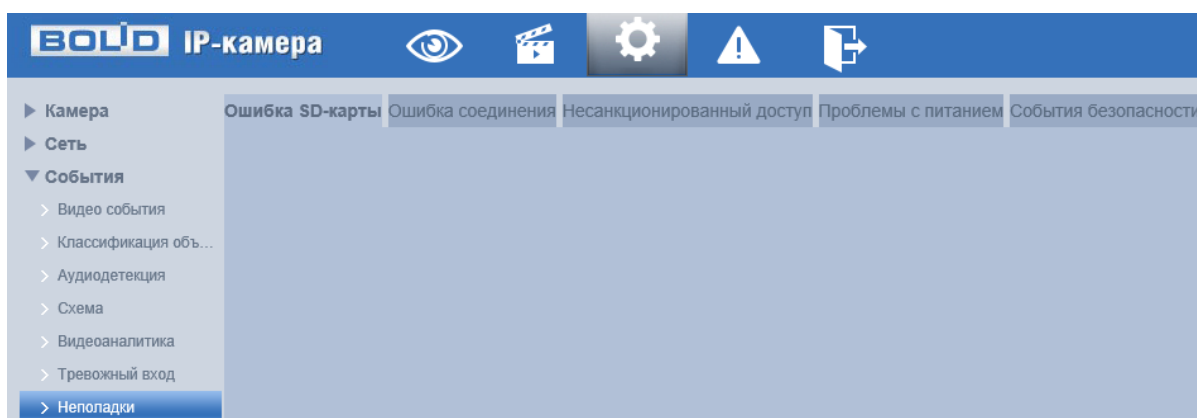 BOLID IP-камера
Камера
Сеть
События
Видео события
Классификация объ...
Аудиодетекция
Схема
Видеоаналитика
Тревожный вход
Неполадки
Ошибка SD-карты Ошибка соединения Несанкционированный доступ Проблемы с питанием События безопасности